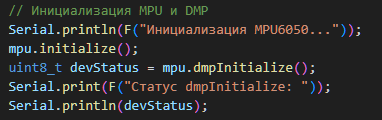 // Инициализация MPU и DMP
Serial.println(F("Инициализация MPU6050..."));
mpu.initialize();
uint8_t devStatus = mpu.dmpInitialize();
Serial.print(F("Статус dmpInitialize: "));
Serial.println(devStatus);